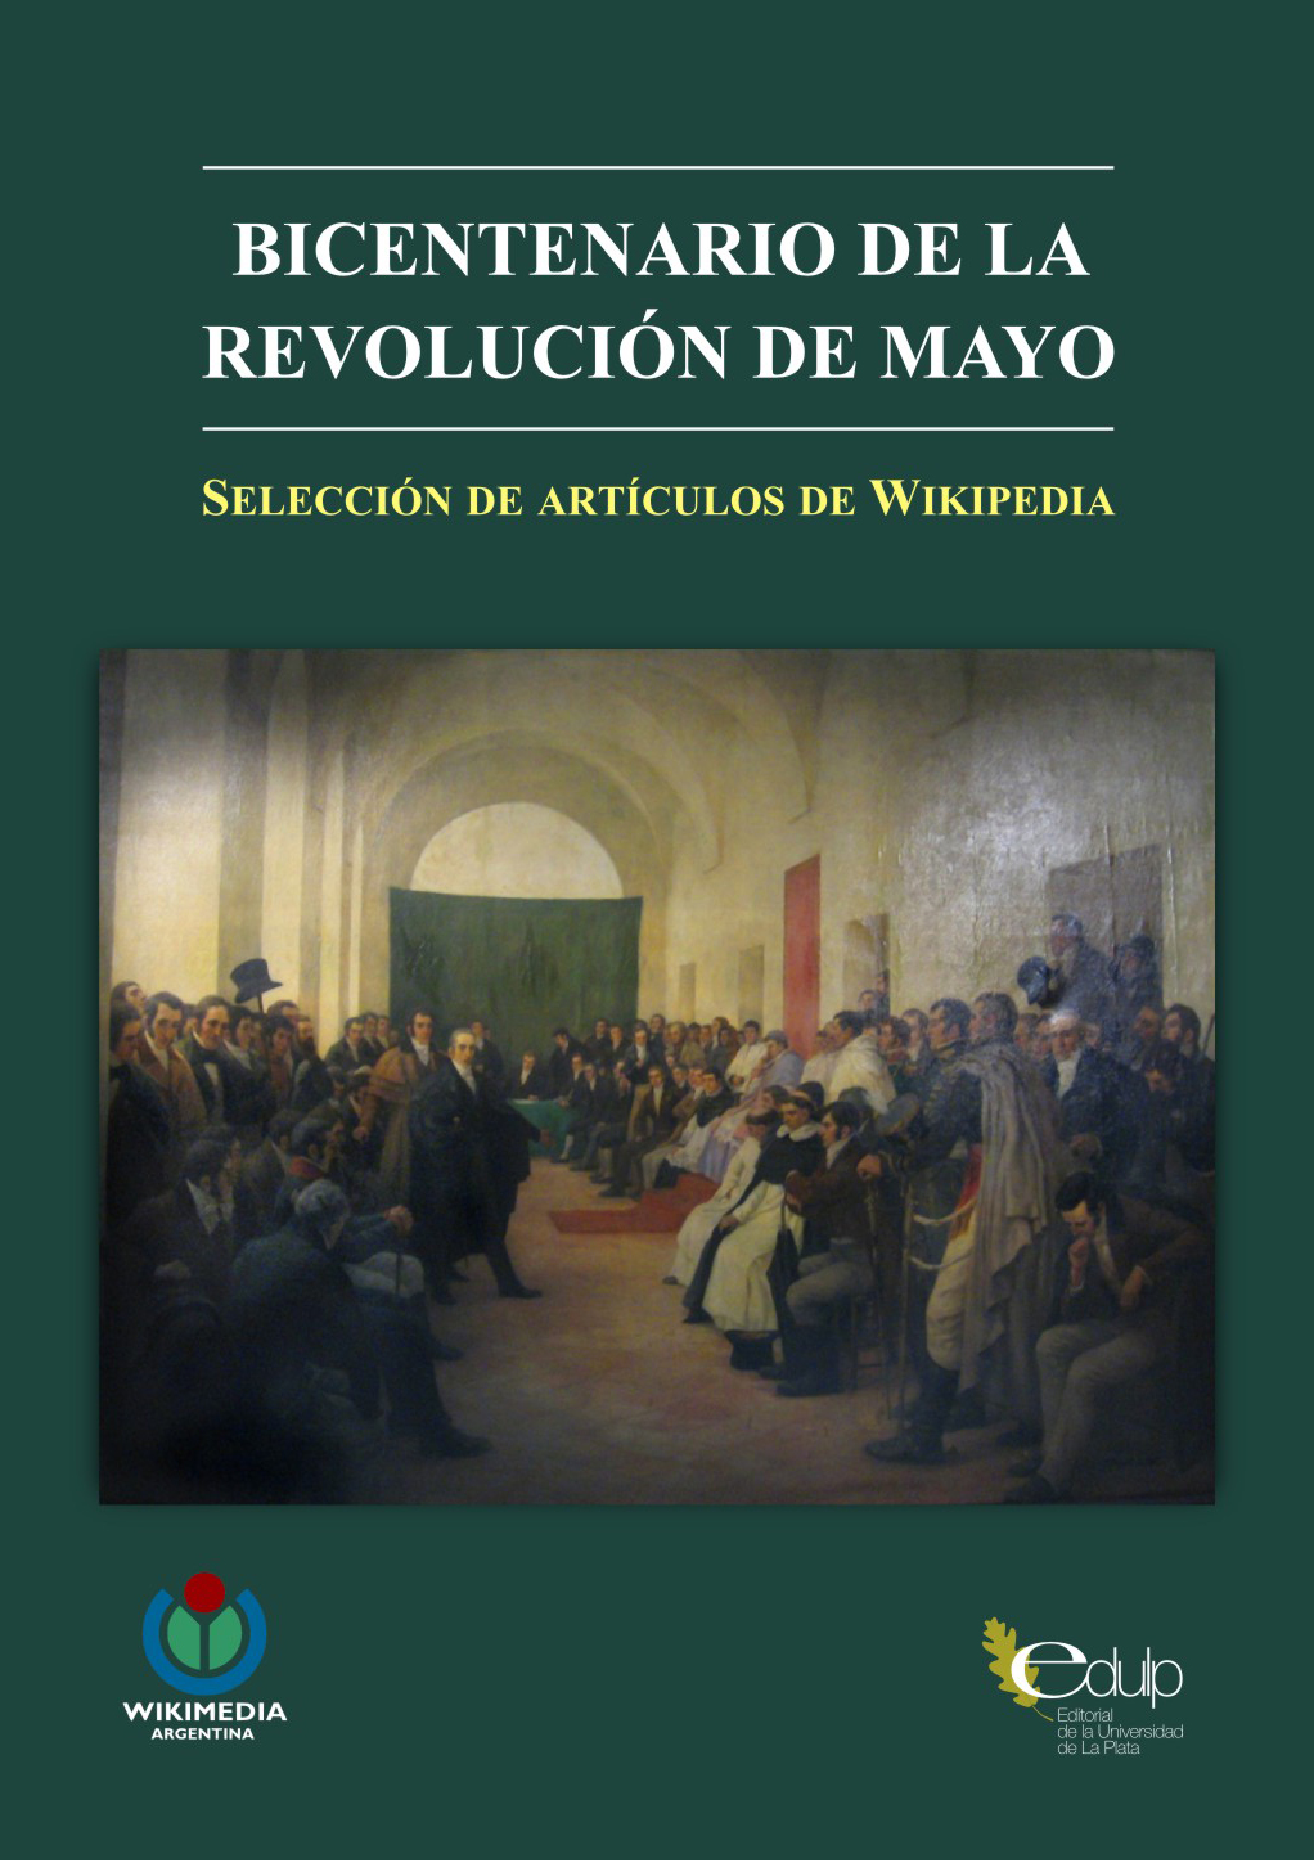 BICENTENARIO DE LA
REVOLUCIÓN DE MAYO
SELECCIÓN DE ARTÍCULOS DE WIKIPEDIA
WIKIMEDIA
ARGENTINA
edulp
Editorial
de la Universidad
de La Plata